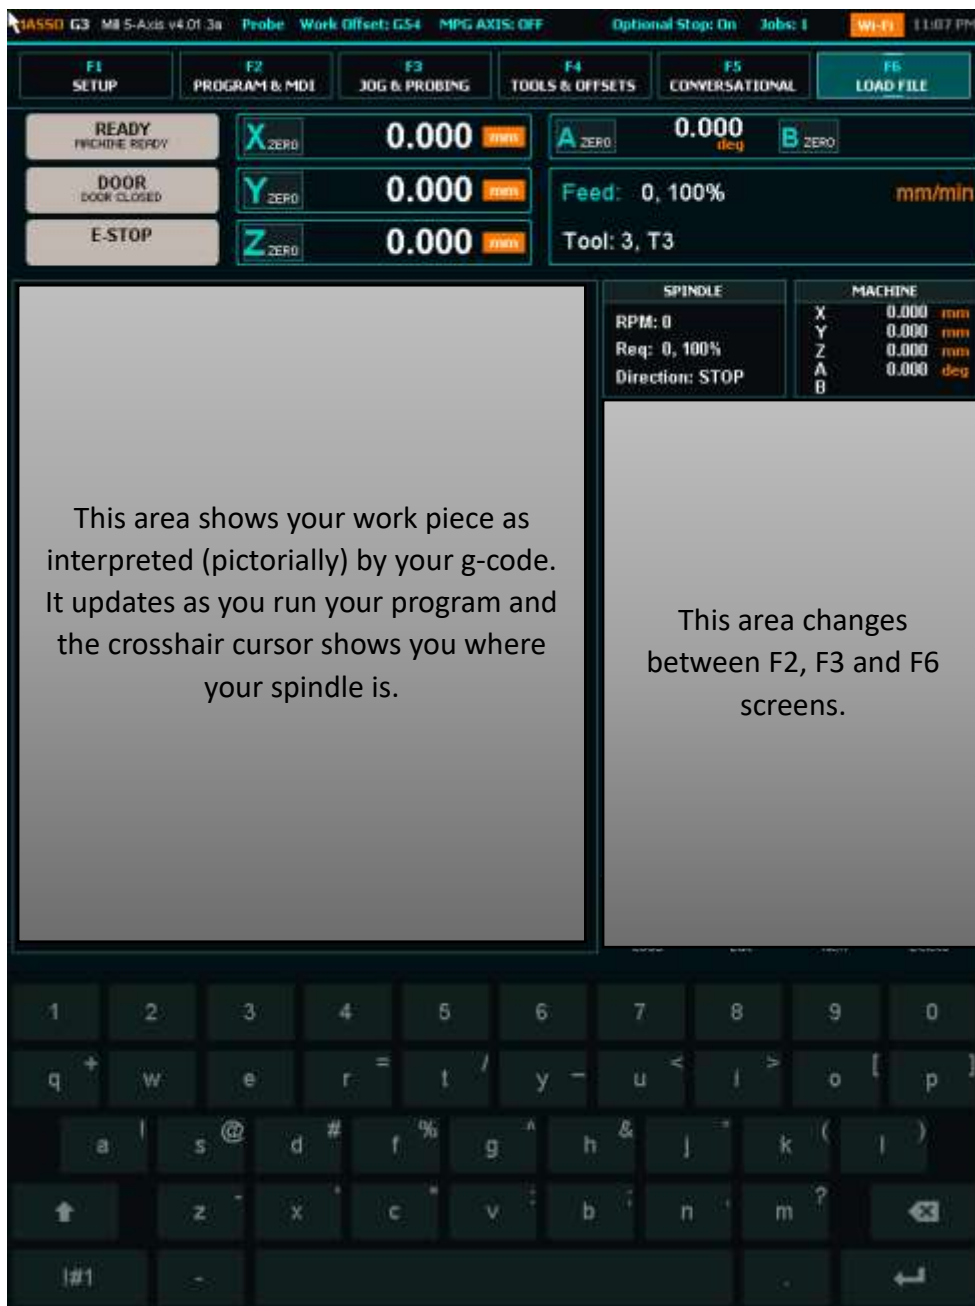 MASSO G3 Mill 5-Axis v4.01.3a Probe Work Offset: G54 MPG AXIS: OFF Optional Stop: On Jobs: 1 Wi-Fi 11:07 PM
F1 F2 F3 F4 F5 F6
SETUP PROGRAM & MDI JOG & PROBING TOOLS & OFFSETS CONVERSATIONAL LOAD FILE
READY
MACHINE READY
X ZERO 0.000 mm
A ZERO 0.000 deg B ZERO
DOOR
DOOR CLOSED
Y ZERO 0.000 mm
Feed: 0, 100% mm/min
E-STOP
Z ZERO 0.000 mm
Tool: 3, T3
SPINDLE
RPM: 0
Req: 0, 100%
Direction: STOP
MACHINE
X 0.000 mm
Y 0.000 mm
Z 0.000 mm
A 0.000 deg
B
This area shows your work piece as
interpreted (pictorially) by your g-code.
It updates as you run your program and
the crosshair cursor shows you where
your spindle is.
This area changes
between F2, F3 and F6
screens.
1 2 3 4 5 6 7 8 9 0
q + w e r = t / y _ u < i > o [ p ]
a ! s @ d # f % g ^ h & j k ( l )
z - x c v : b ; n m ?
!#1 - .